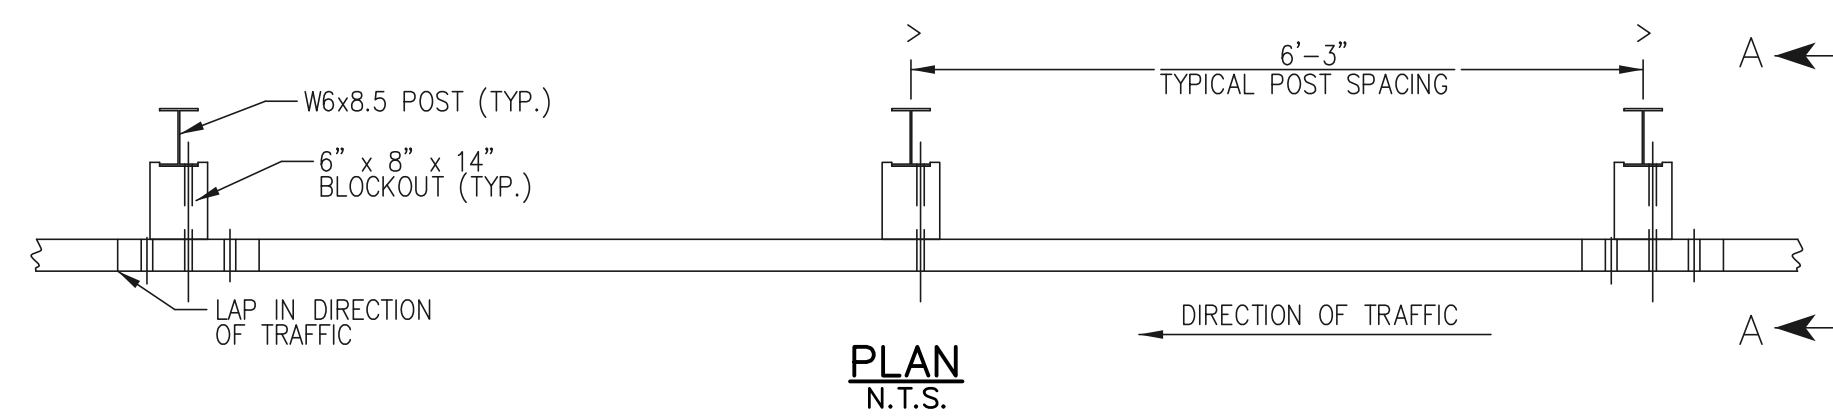 6'-3"
TYPICAL POST SPACING
A
W6x8.5 POST (TYP.)
6" x 8" x 14"
BLOCKOUT (TYP.)
LAP IN DIRECTION
OF TRAFFIC
DIRECTION OF TRAFFIC
A
PLAN
N.T.S.